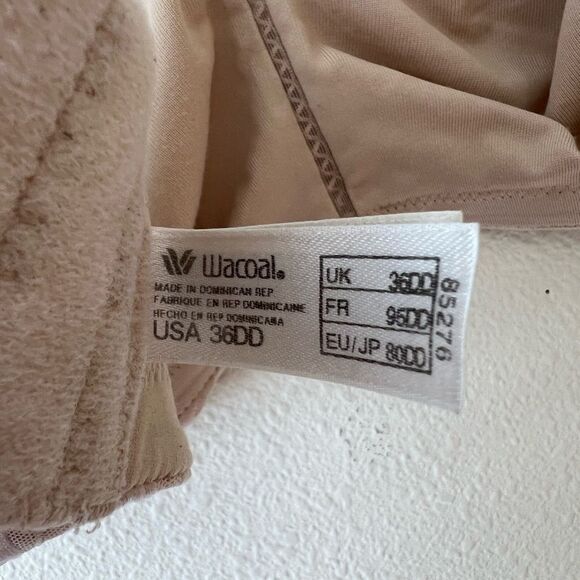 Wacoal®
MADE IN DOMINICAN REP
FABRIQUE EN REP DOMINICAINE
HECHO EN REP DOMINICANA
USA 36DD
UK 36DD
FR 95DD
EU/JP 80DD
85276